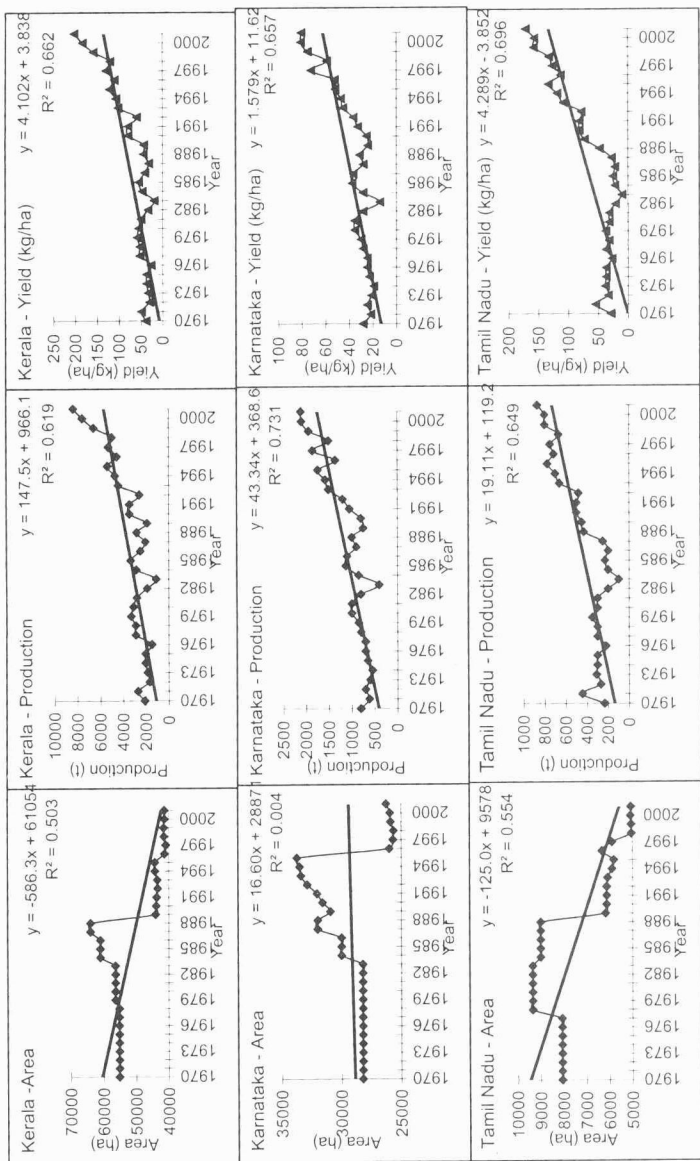 Kerala -Area
y = -586.3x + 61054
R² = 0.503
Area (ha)
70000
60000
50000
40000
1970 1973 1976 1979 1982 1985 1988 1991 1994 1997 2000
Year
Kerala - Production
y = 147.5x + 966.1
R² = 0.619
Production (t)
10000
8000
6000
4000
2000
0
1970 1973 1976 1979 1982 1985 1988 1991 1994 1997 2000
Year
Kerala - Yield (kg/ha)
y = 4.102x + 3.838
R² = 0.662
Yield (kg/ha)
250
200
150
100
50
0
1970 1973 1976 1979 1982 1985 1988 1991 1994 1997 2000
Year
Karnataka - Area
y = 16.60x + 28871
R² = 0.004
Area (ha)
35000
30000
25000
1970 1973 1976 1979 1982 1985 1988 1991 1994 1997 2000
Year
Karnataka - Production
y = 43.34x + 368.6
R² = 0.731
Production (t)
2500
2000
1500
1000
500
0
1970 1973 1976 1979 1982 1985 1988 1991 1994 1997 2000
Year
Karnataka - Yield (kg/ha)
y = 1.579x + 11.62
R² = 0.657
Yield (kg/ha)
100
80
60
40
20
0
1970 1973 1976 1979 1982 1985 1988 1991 1994 1997 2000
Year
Tamil Nadu - Area
y = -125.0x + 9578
R² = 0.554
Area (ha)
10000
9000
8000
7000
6000
5000
1970 1973 1976 1979 1982 1985 1988 1991 1994 1997 2000
Year
Tamil Nadu - Production
y = 19.11x + 119.2
R² = 0.649
Production (t)
1000
800
600
400
200
0
1970 1973 1976 1979 1982 1985 1988 1991 1994 1997 2000
Year
Tamil Nadu - Yield (kg/ha)
y = 4.289x - 3.852
R² = 0.696
Yield (kg/ha)
200
150
100
50
0
1970 1973 1976 1979 1982 1985 1988 1991 1994 1997 2000
Year